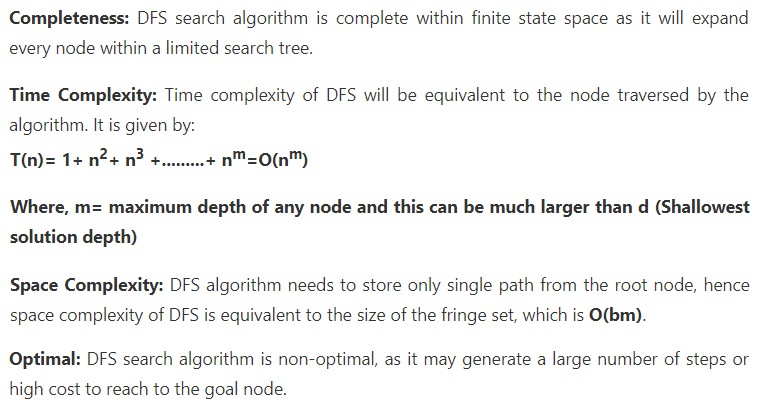 Completeness: DFS search algorithm is complete within finite state space as it will expand
every node within a limited search tree.
Time Complexity: Time complexity of DFS will be equivalent to the node traversed by the
algorithm. It is given by:
T(n)= 1+ n²+ n³ +.........+ nᵐ=O(nᵐ)
Where, m= maximum depth of any node and this can be much larger than d (Shallowest
solution depth)
Space Complexity: DFS algorithm needs to store only single path from the root node, hence
space complexity of DFS is equivalent to the size of the fringe set, which is O(bm).
Optimal: DFS search algorithm is non-optimal, as it may generate a large number of steps or
high cost to reach to the goal node.